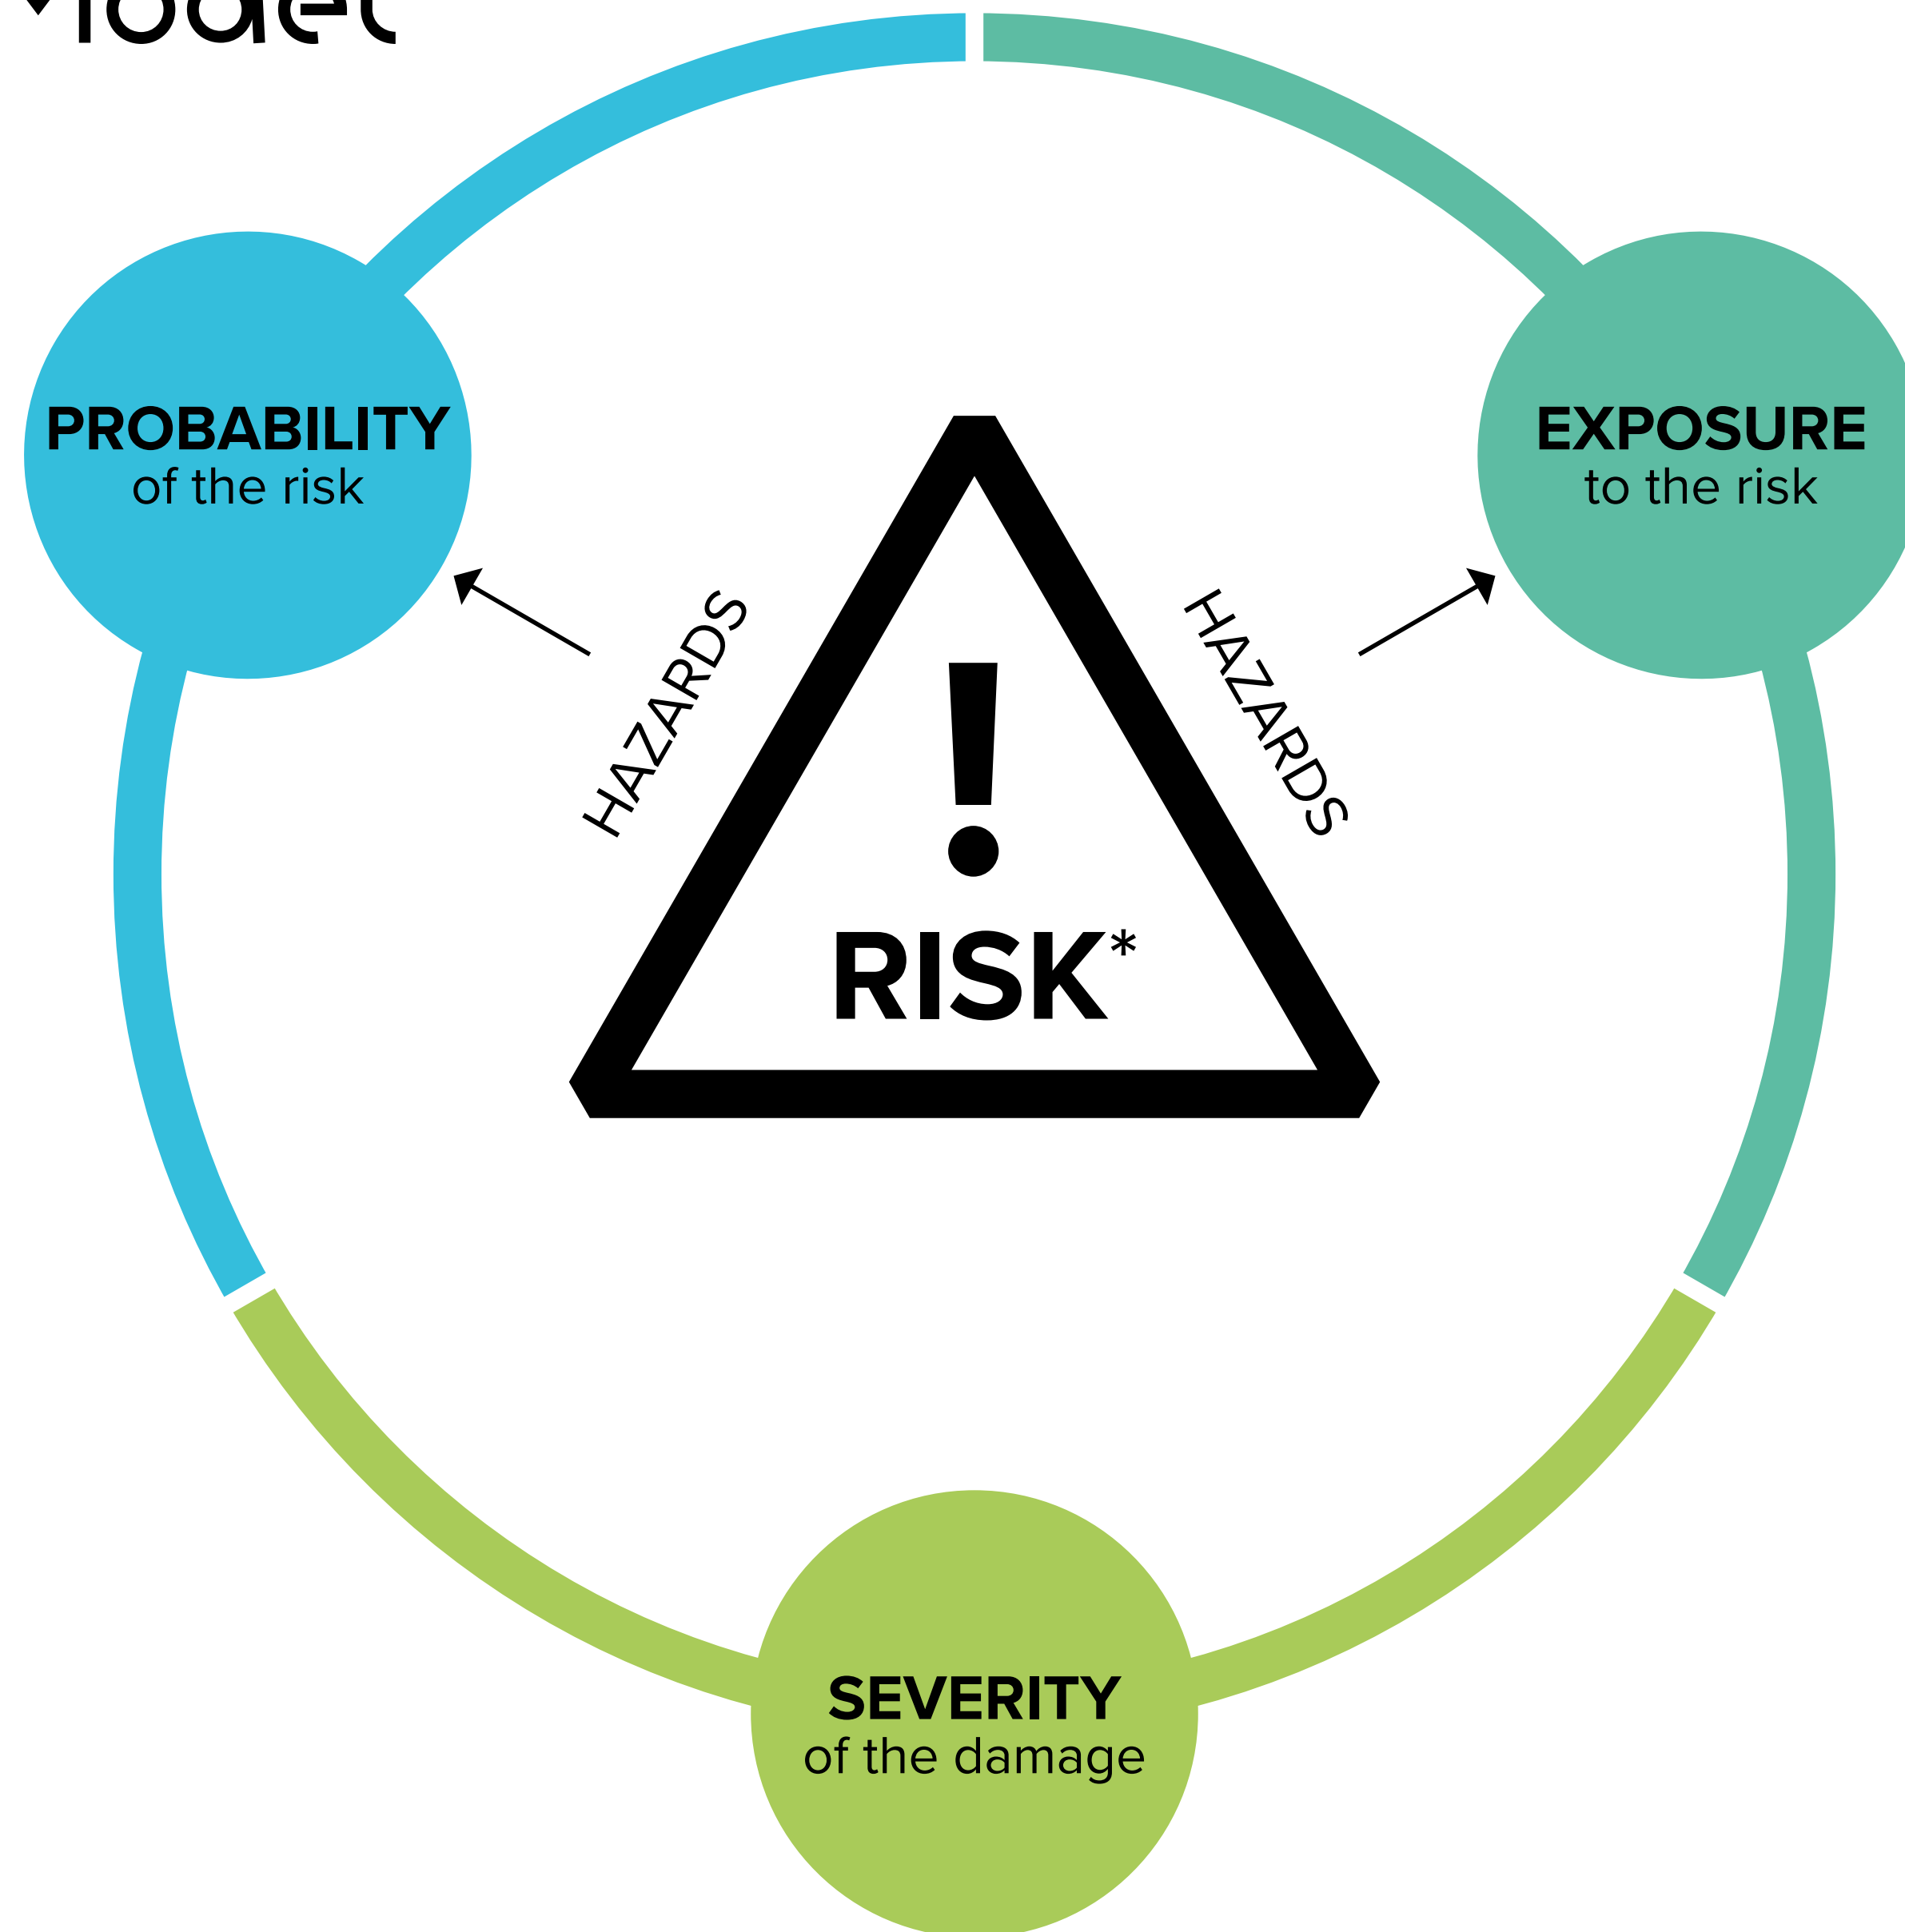 PROBABILITY
of the risk
EXPOSURE
to the risk
HAZARDS
HAZARDS
!
RISK*
SEVERITY
of the damage